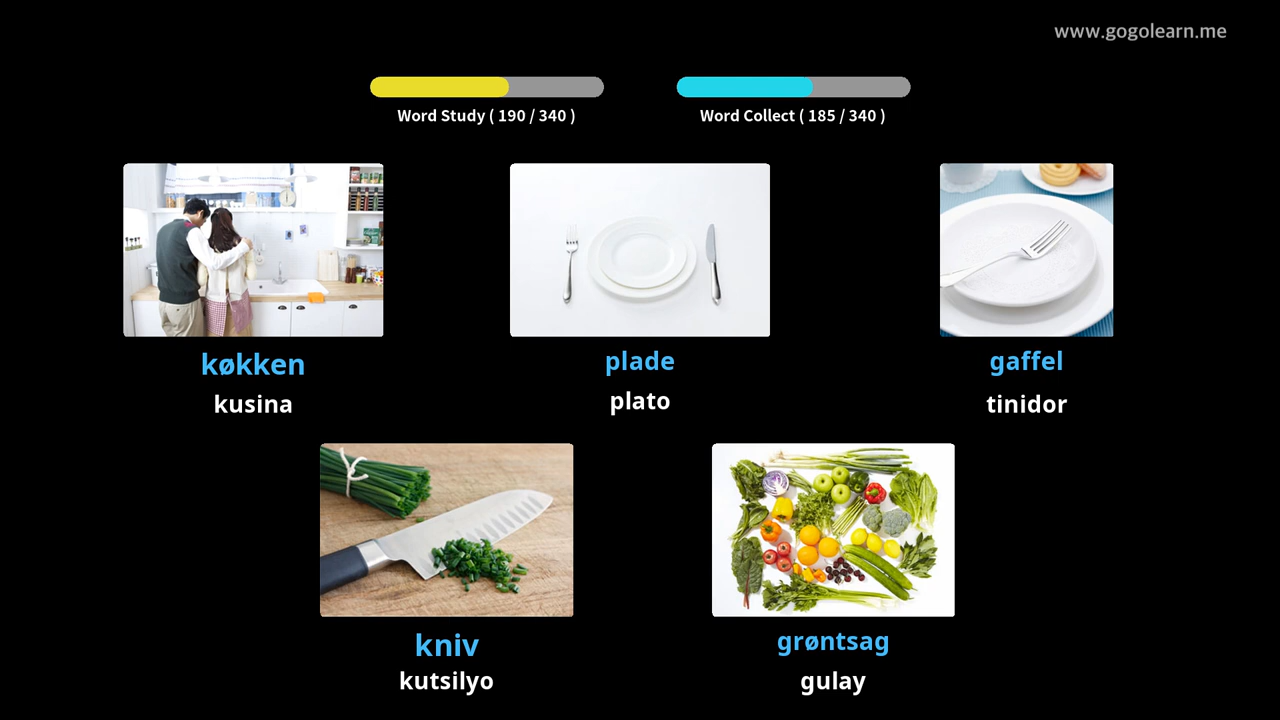 www.gogolearn.me
Word Study ( 190 / 340 )
Word Collect ( 185 / 340 )
køkken
kusina
plade
plato
gaffel
tinidor
kniv
kutsilyo
grøntsag
gulay